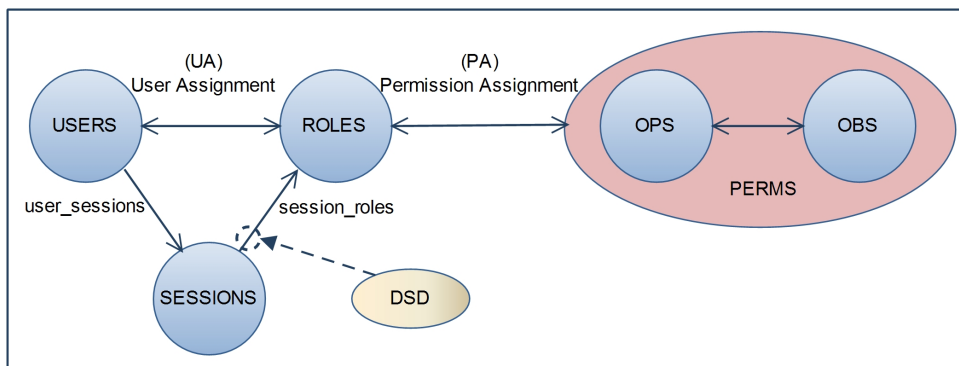 (UA)
User Assignment
(PA)
Permission Assignment
USERS
ROLES
OPS
OBS
PERMS
user_sessions
session_roles
SESSIONS
DSD